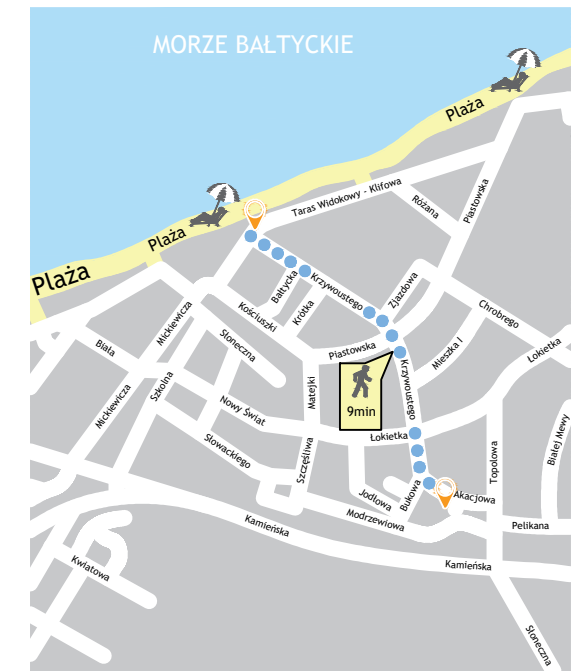 MORZE BAŁTYCKIE
Plaża
Taras Widokowy - Klifowa
Różana
Piastowska
Plaża
Plaża
Bałtycka
Krzywoustego
Zjazdowa
Chrobrego
Mickiewicza
Kościuszki
Krótka
Słoneczna
Biała
Piastowska
Mieszka I
Łokietka
Krzywoustego
9min
Mickiewicza
Szkolna
Matejki
Nowy Świat
Łokietka
Słowackiego
Szczęśliwa
Topolowa
Białej Mewy
Jodłowa
Bukowa
Akacjowa
Modrzewiowa
Pelikana
Kamieńska
Kamieńska
Kwiatowa
Słoneczna